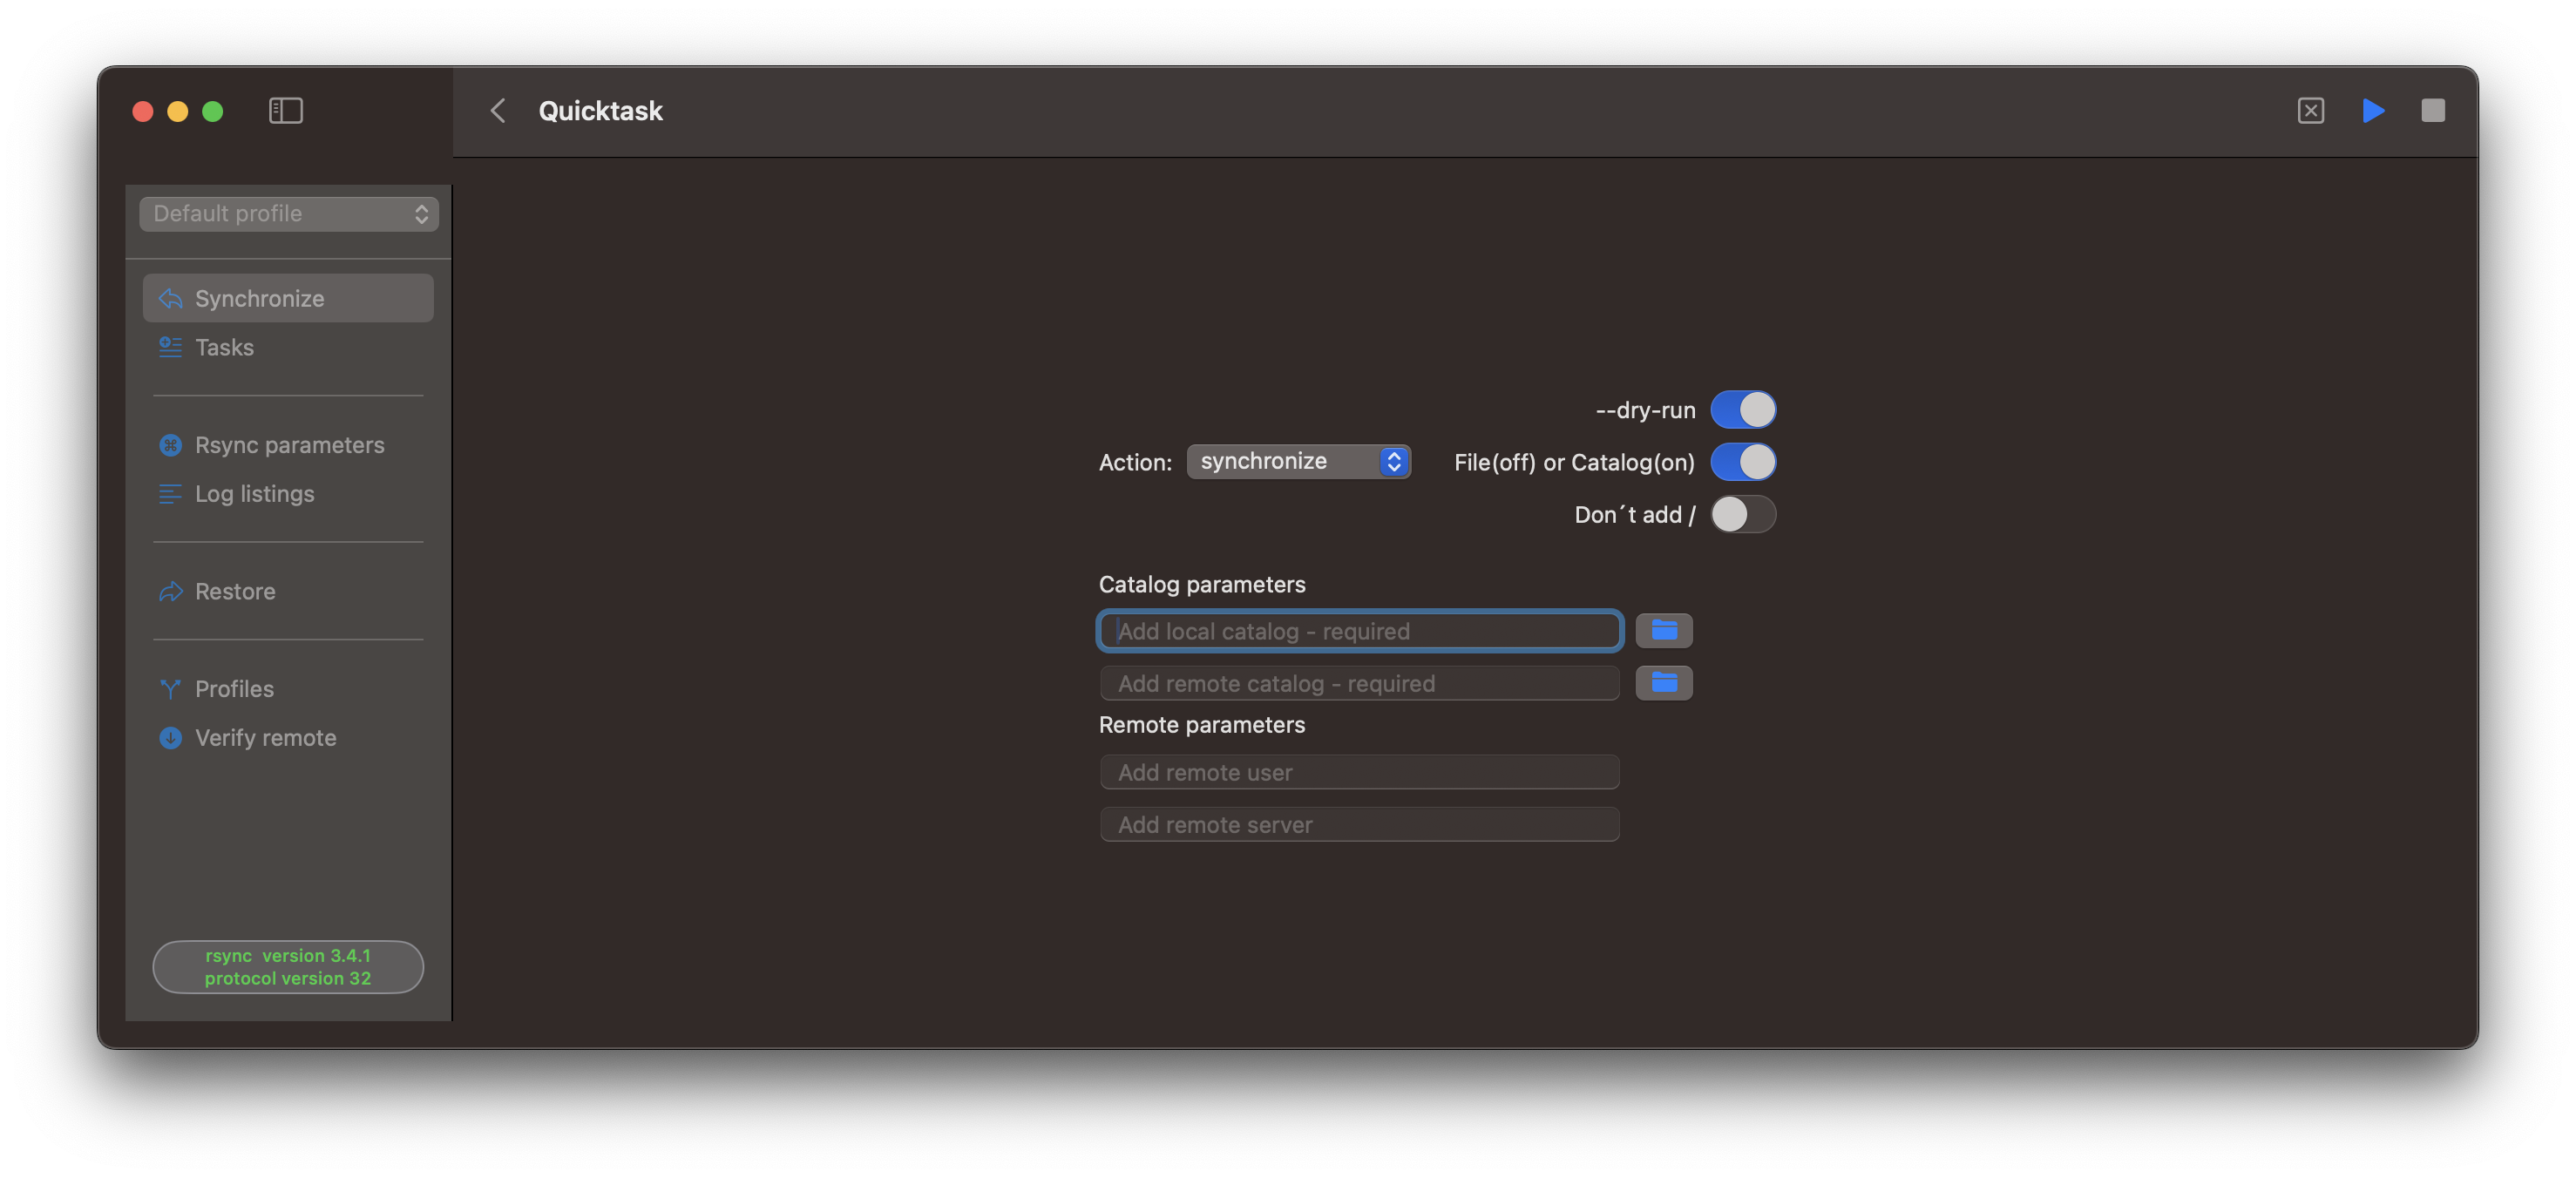 Quicktask
Default profile
Synchronize
Tasks
Rsync parameters
Log listings
Restore
Profiles
Verify remote
rsync  version 3.4.1
protocol version 32
--dry-run
Action: synchronize File(off) or Catalog(on)
Don´t add /
Catalog parameters
Add local catalog - required
Add remote catalog - required
Remote parameters
Add remote user
Add remote server